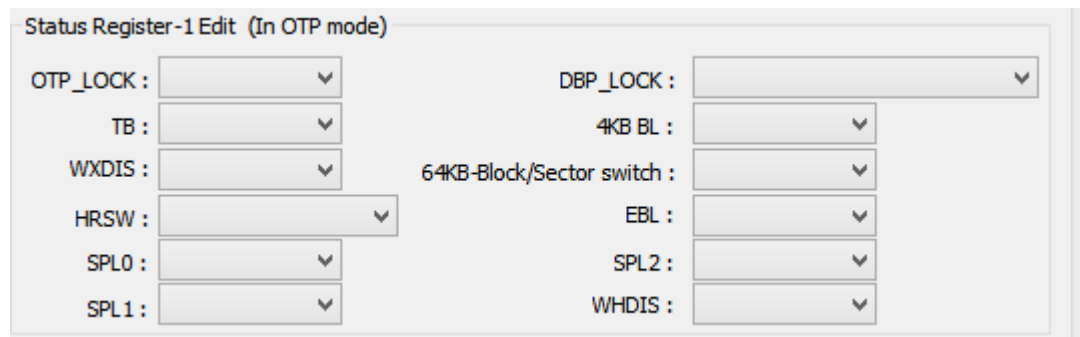 Status Register-1 Edit (In OTP mode)
OTP_LOCK :
DBP_LOCK :
TB :
4KB BL :
WXDIS :
64KB-Block/Sector switch :
HRSW :
EBL :
SPL0 :
SPL2 :
SPL1 :
WHDIS :